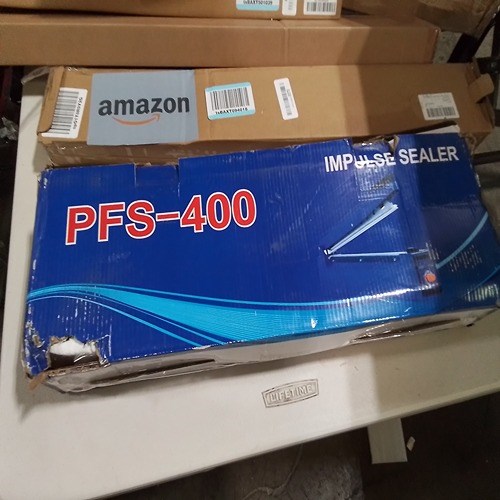 amazon
IMPULSE SEALER
PFS-400
LIFETIME